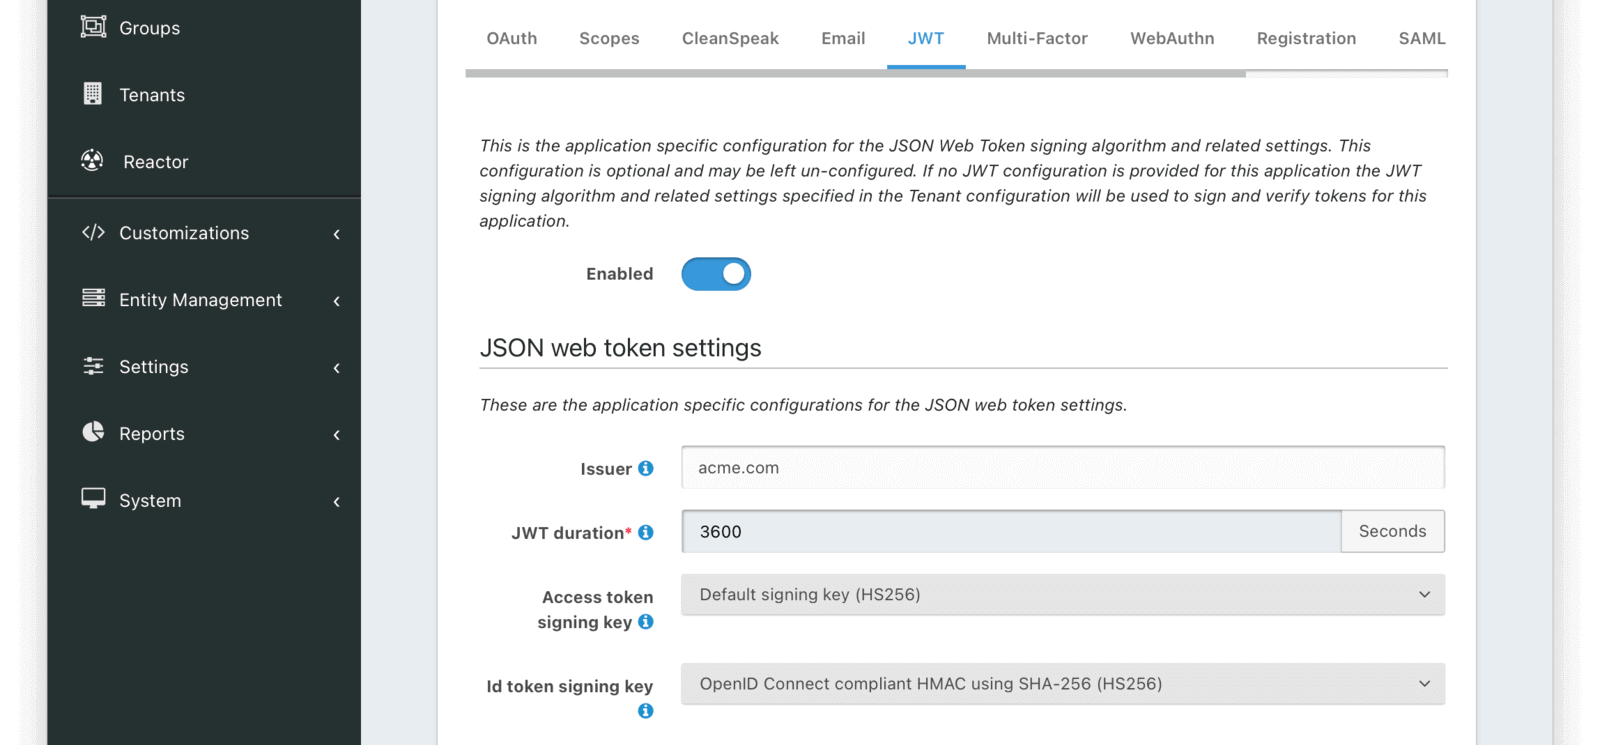 Groups
Tenants
Reactor
Customizations
Entity Management
Settings
Reports
System
OAuth Scopes CleanSpeak Email JWT Multi-Factor WebAuthn Registration SAML
This is the application specific configuration for the JSON Web Token signing algorithm and related settings. This
configuration is optional and may be left un-configured. If no JWT configuration is provided for this application the JWT
signing algorithm and related settings specified in the Tenant configuration will be used to sign and verify tokens for this
application.
Enabled
JSON web token settings
These are the application specific configurations for the JSON web token settings.
Issuer acme.com
JWT duration* 3600 Seconds
Access token
signing key
Default signing key (HS256)
Id token signing key
OpenID Connect compliant HMAC using SHA-256 (HS256)